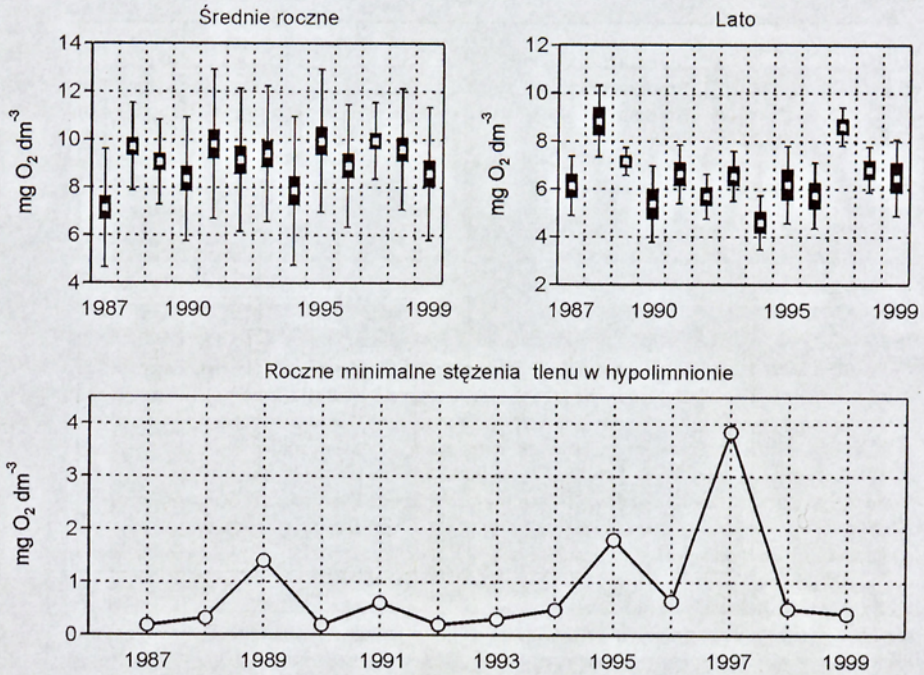 Średnie roczne
14
12
10
8
6
4
mg O₂ dm⁻³
1987 1990 1995 1999
Lato
12
10
8
6
4
2
mg O₂ dm⁻³
1987 1990 1995 1999
Roczne minimalne stężenia tlenu w hypolimnionie
4
3
2
1
0
mg O₂ dm⁻³
1987 1989 1991 1993 1995 1997 1999